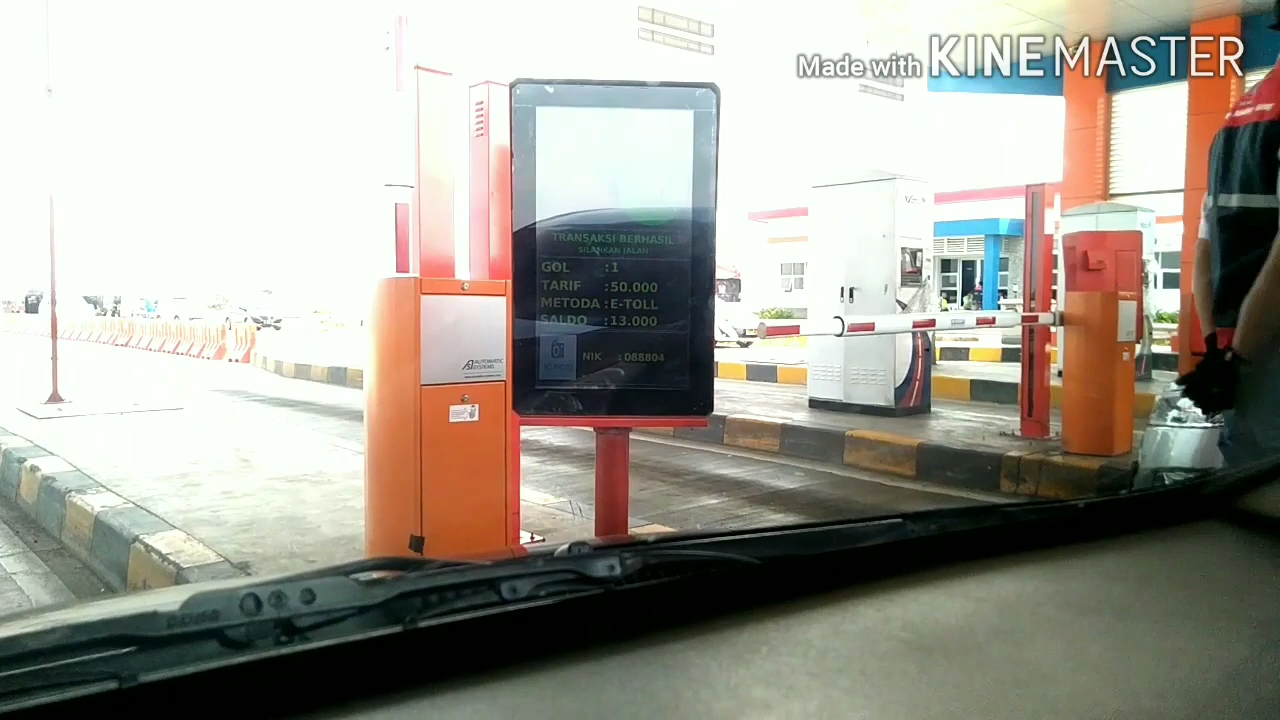 Made with KINEMASTER
TRANSAKSI BERHASIL
SILAHKAN JALAN
GOL : 1
TARIF : 50.000
METODA : E-TOLL
SALDO : 13.000
NIK : 088804
AUTOMATIC
SYSTEMS